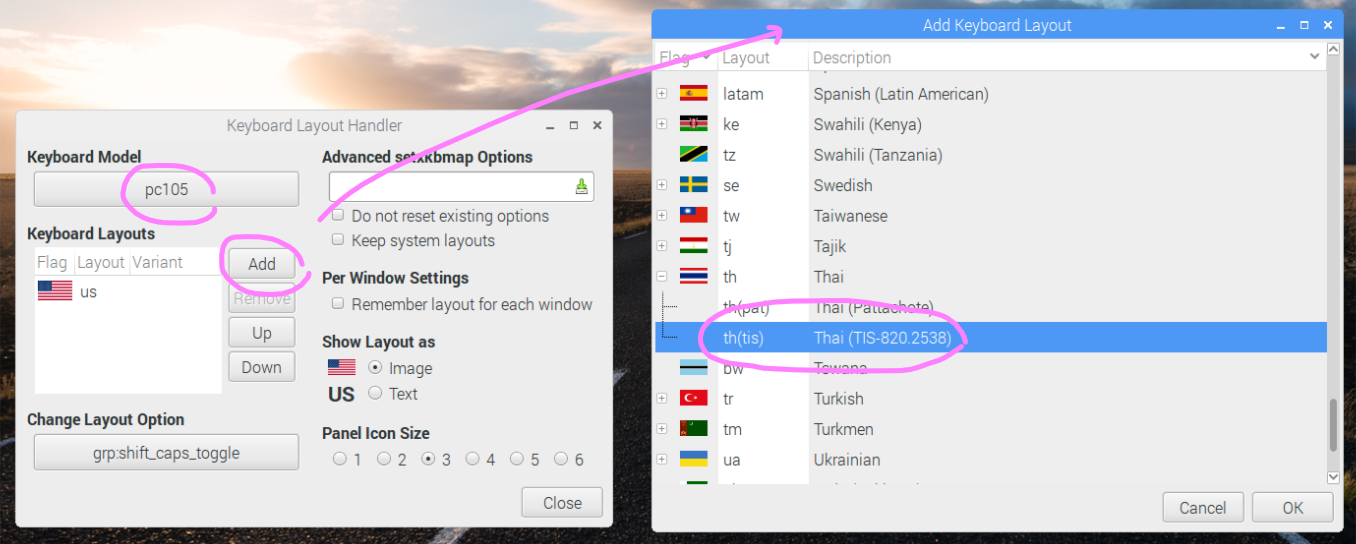 Keyboard Layout Handler
Keyboard Model
pc105
Keyboard Layouts
Flag Layout Variant
us
Add
Remove
Up
Down
Change Layout Option
grp:shift_caps_toggle
Advanced setxkbmap Options
Do not reset existing options
Keep system layouts
Per Window Settings
Remember layout for each window
Show Layout as
Image
US Text
Panel Icon Size
1 2 3 4 5 6
Close
Add Keyboard Layout
Flag Layout Description
latam Spanish (Latin American)
ke Swahili (Kenya)
tz Swahili (Tanzania)
se Swedish
tw Taiwanese
tj Tajik
th Thai
th(pat) Thai (Pattachote)
th(tis) Thai (TIS-820.2538)
bw Tswana
tr Turkish
tm Turkmen
ua Ukrainian
Cancel OK